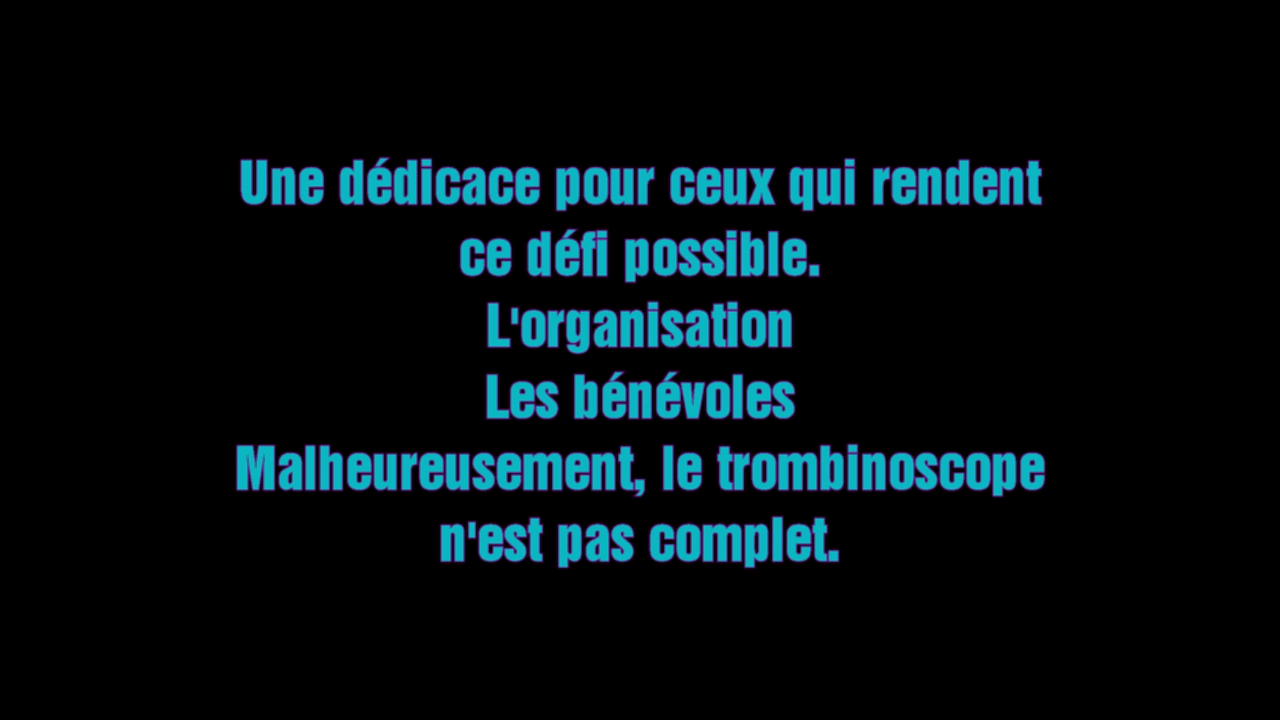 Une dédicace pour ceux qui rendent
ce défi possible.
L'organisation
Les bénévoles
Malheureusement, le trombinoscope
n'est pas complet.